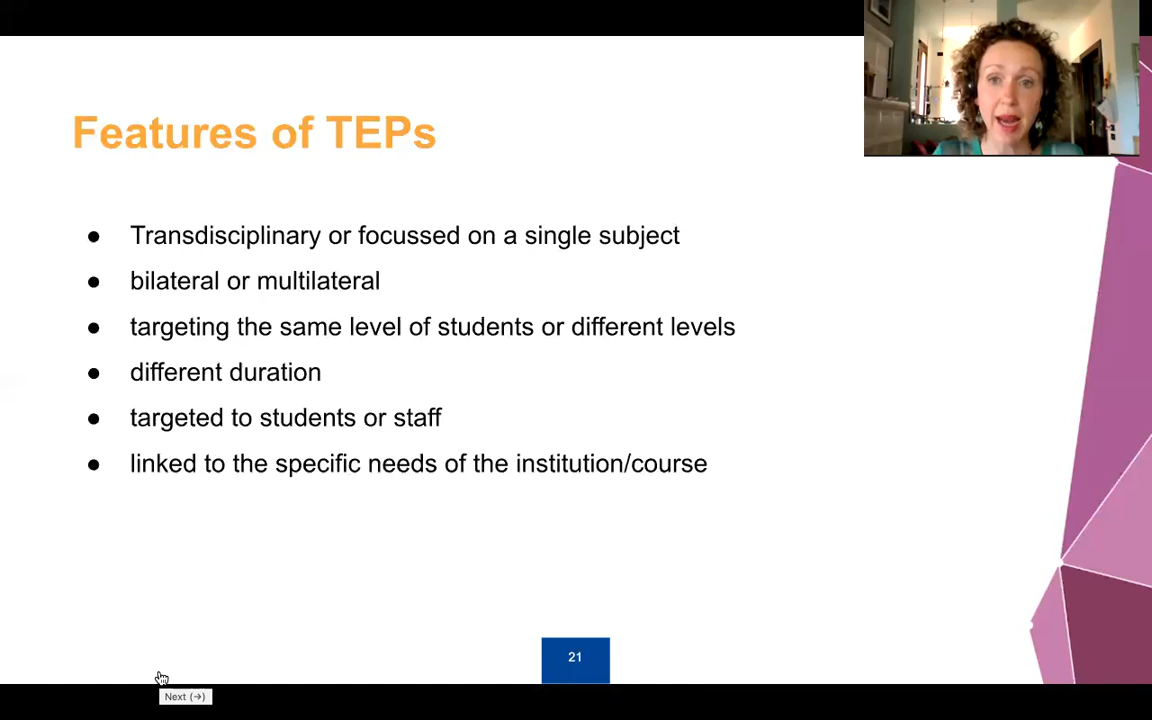 Features of TEPs
● Transdisciplinary or focussed on a single subject
● bilateral or multilateral
● targeting the same level of students or different levels
● different duration
● targeted to students or staff
● linked to the specific needs of the institution/course
21
Next (→)